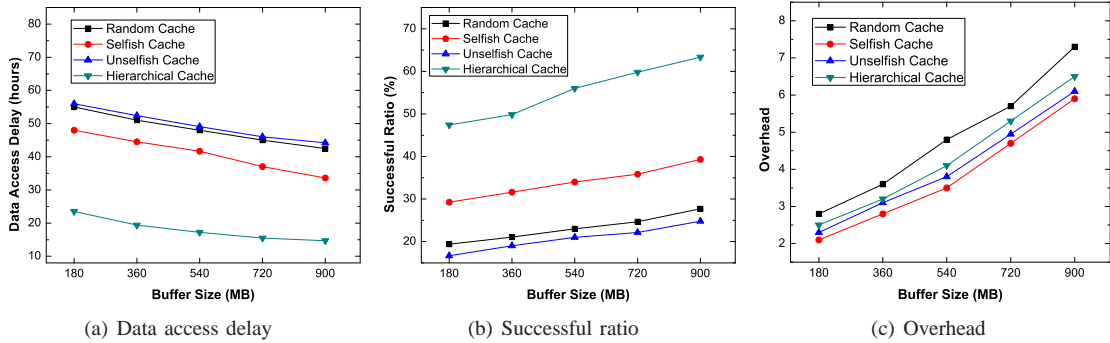 Random Cache
Selfish Cache
Unselfish Cache
Hierarchical Cache
80
70
60
50
40
30
20
10
Data Access Delay (hours)
180 360 540 720 900
Buffer Size (MB)
(a) Data access delay
Random Cache
Selfish Cache
Unselfish Cache
Hierarchical Cache
70
60
50
40
30
20
Successful Ratio (%)
180 360 540 720 900
Buffer Size (MB)
(b) Successful ratio
Random Cache
Selfish Cache
Unselfish Cache
Hierarchical Cache
8
7
6
5
4
3
2
Overhead
180 360 540 720 900
Buffer Size (MB)
(c) Overhead